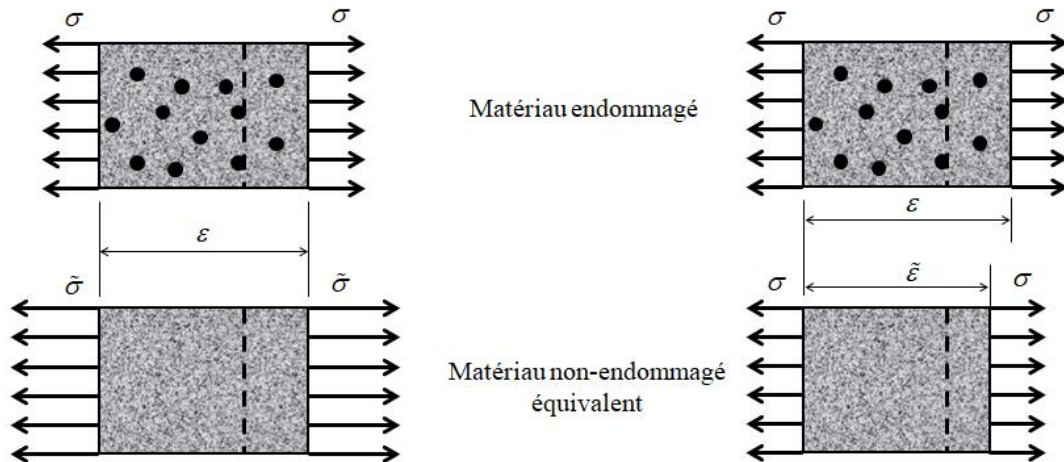 σ σ σ σ
Matériau endommagé
ε ε
σ̃ σ̃ σ ε̃ σ
Matériau non-endommagé
équivalent